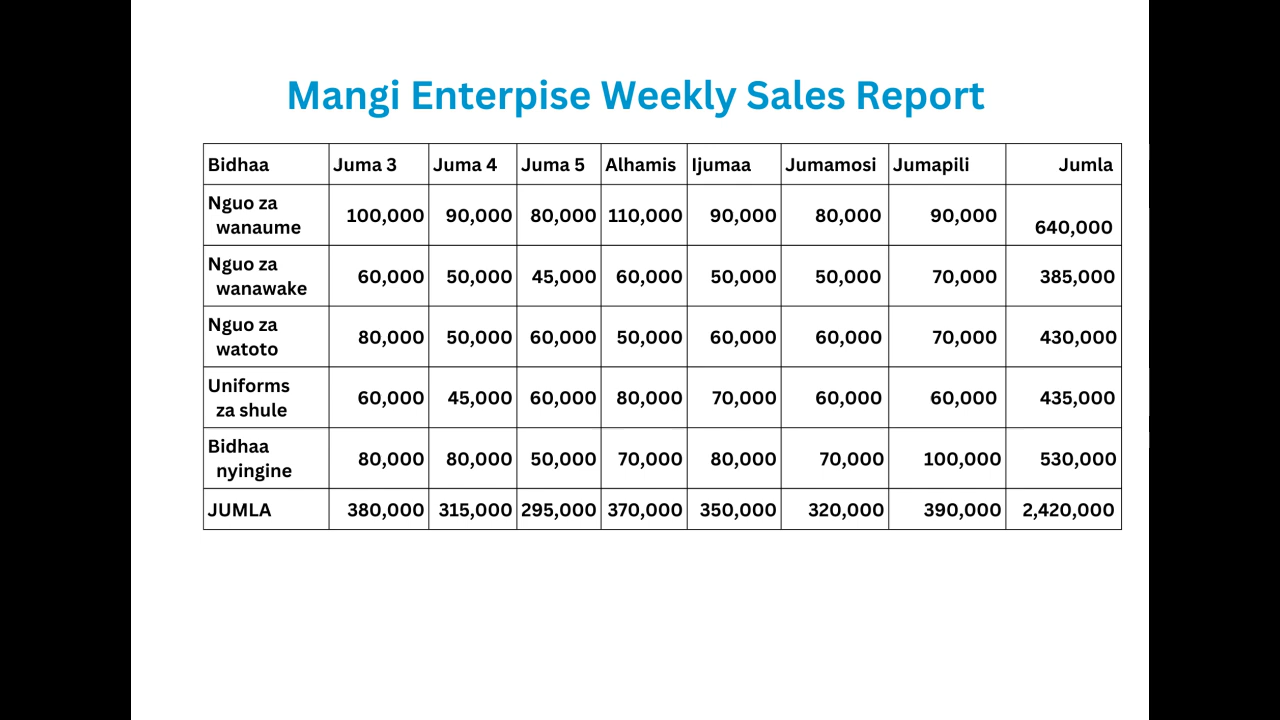 Mangi Enterpise Weekly Sales Report
Bidhaa Juma 3 Juma 4 Juma 5 Alhamis Ijumaa Jumamosi Jumapili Jumla
Nguo za
wanaume 100,000 90,000 80,000 110,000 90,000 80,000 90,000 640,000
Nguo za
wanawake 60,000 50,000 45,000 60,000 50,000 50,000 70,000 385,000
Nguo za
watoto 80,000 50,000 60,000 50,000 60,000 60,000 70,000 430,000
Uniforms
za shule 60,000 45,000 60,000 80,000 70,000 60,000 60,000 435,000
Bidhaa
nyingine 80,000 80,000 50,000 70,000 80,000 70,000 100,000 530,000
JUMLA 380,000 315,000 295,000 370,000 350,000 320,000 390,000 2,420,000